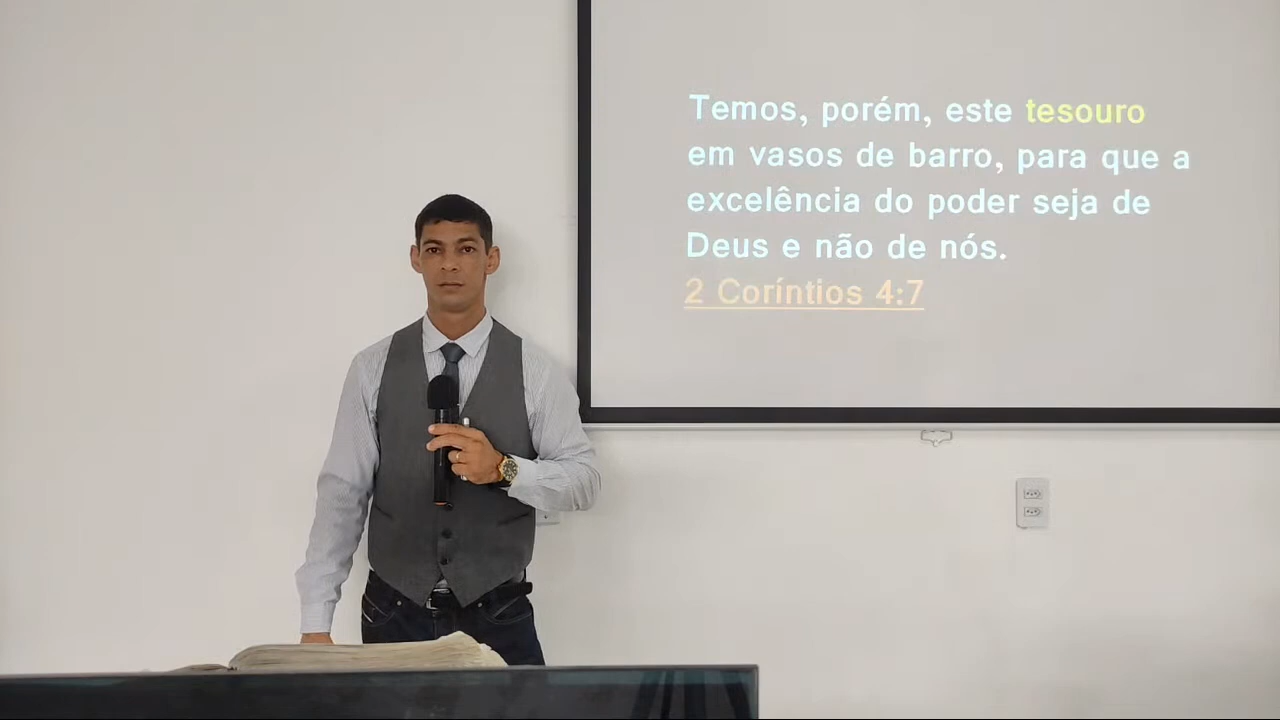 Temos, porém, este tesouro
em vasos de barro, para que a
excelência do poder seja de
Deus e não de nós.
2 Coríntios 4:7